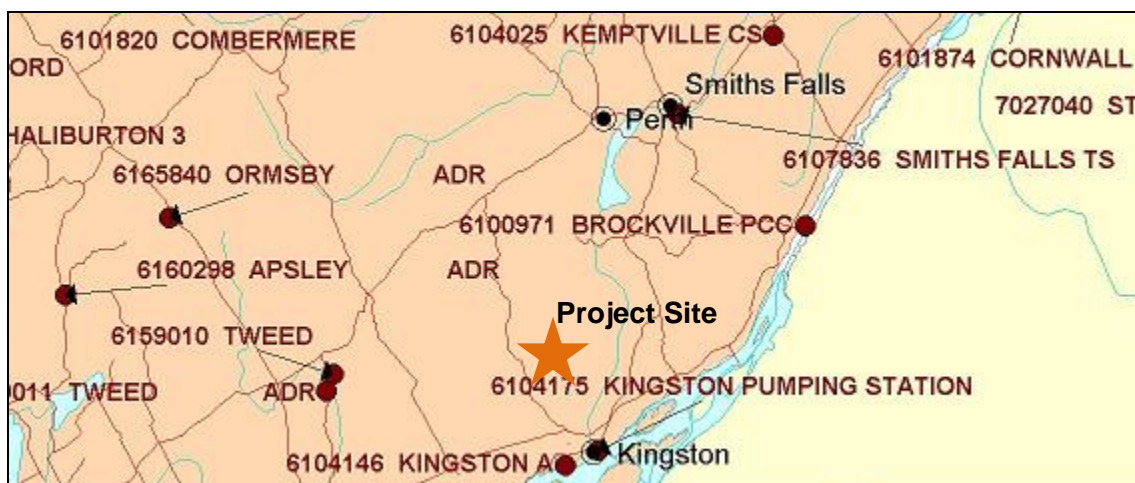 6101820 COMBERMERE
6104025 KEMPTVILLE CS
6101874 CORNWALL
ORD
Smiths Falls
7027040 ST
Perth
HALIBURTON 3
6107836 SMITHS FALLS TS
6165840 ORMSBY
ADR
6100971 BROCKVILLE PCC
6160298 APSLEY
ADR
Project Site
6159010 TWEED
6104175 KINGSTON PUMPING STATION
0011 TWEED
ADR
6104146 KINGSTON A
Kingston